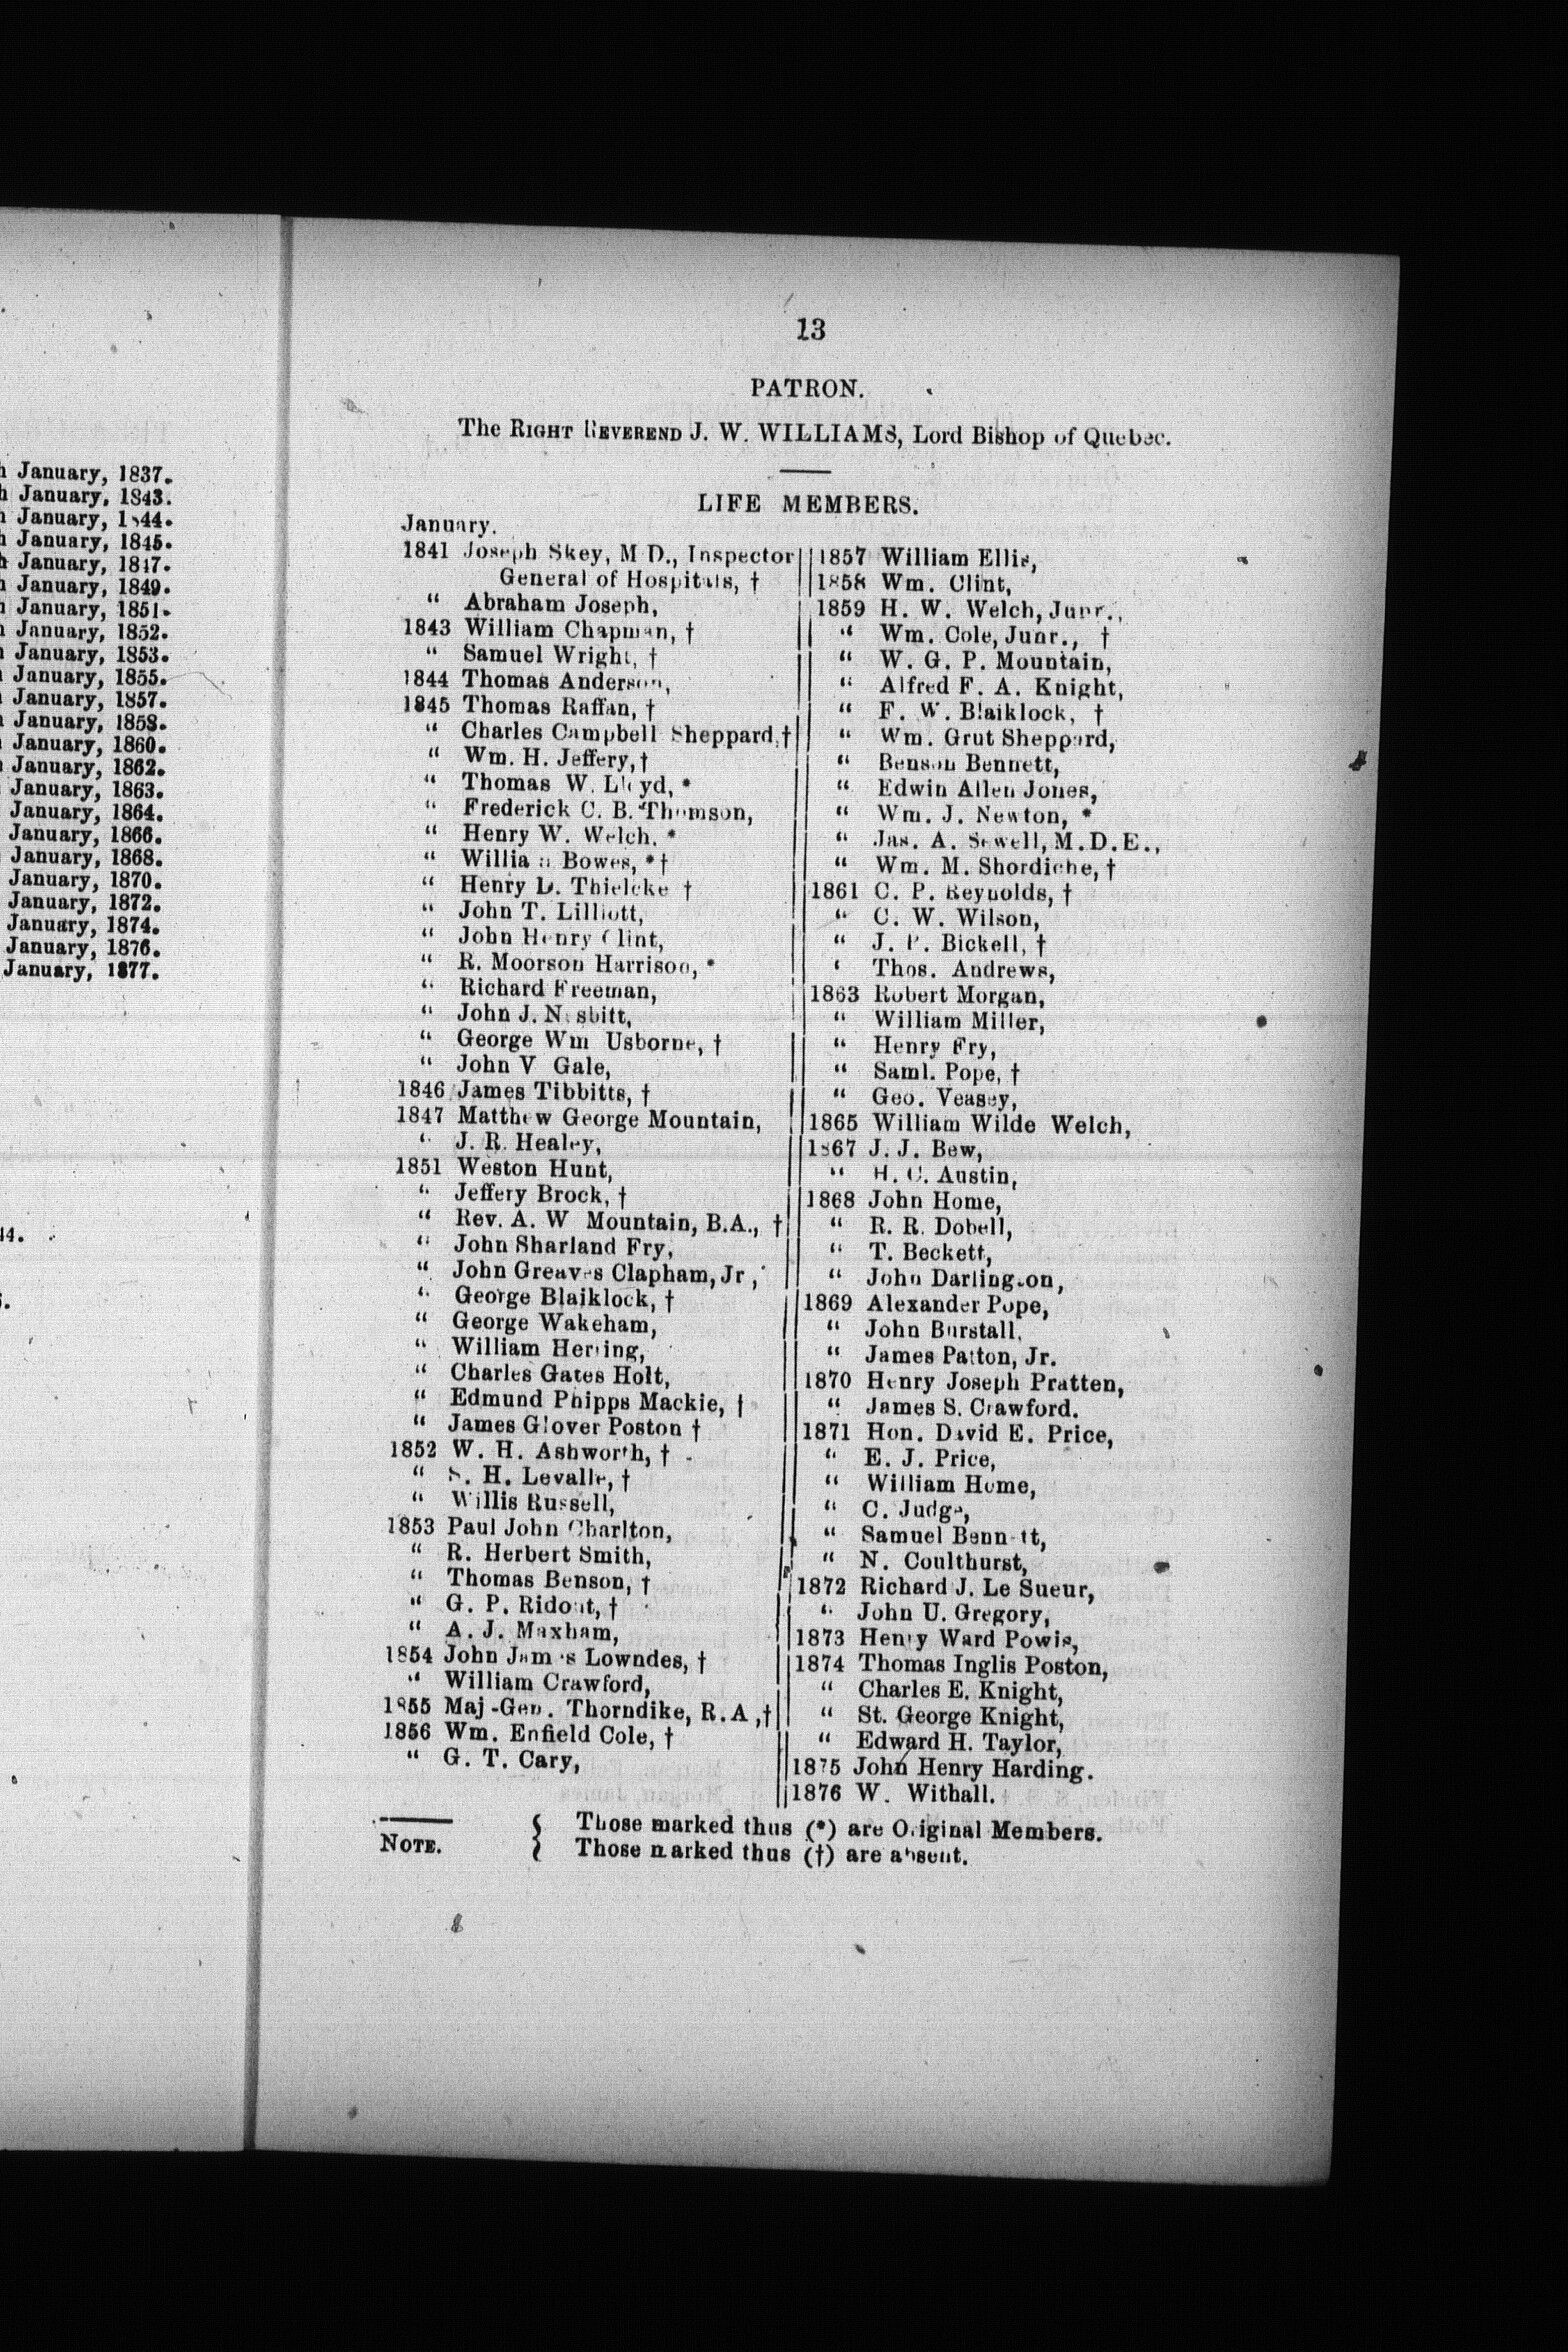 January, 1837.
January, 1843.
January, 1844.
January, 1845.
January, 1847.
January, 1849.
January, 1851.
January, 1852.
January, 1853.
January, 1855.
January, 1857.
January, 1858.
January, 1860.
January, 1862.
January, 1863.
January, 1864.
January, 1866.
January, 1868.
January, 1870.
January, 1872.
January, 1874.
January, 1876.
January, 1877.
44.
13
PATRON.
The RIGHT REVEREND J. W. WILLIAMS, Lord Bishop of Quebec.
LIFE MEMBERS.
January.
1841 Joseph Skey, M D., Inspector
General of Hospitals, †
“ Abraham Joseph,
1843 William Chapman, †
“ Samuel Wright, †
1844 Thomas Anderson,
1845 Thomas Raffan, †
“ Charles Campbell Sheppard,†
“ Wm. H. Jeffery,†
“ Thomas W. Lloyd, *
“ Frederick C. B. Thomson,
“ Henry W. Welch. *
“ William Bowes, *†
“ Henry D. Thielcke †
“ John T. Lilliott,
“ John Henry Clint,
“ R. Moorson Harrison, *
“ Richard Freeman,
“ John J. Nesbitt,
“ George Wm Usborne, †
“ John V Gale,
1846 James Tibbitts, †
1847 Matthew George Mountain,
“ J. R. Healey,
1851 Weston Hunt,
“ Jeffery Brock, †
“ Rev. A. W Mountain, B.A., †
“ John Sharland Fry,
“ John Greaves Clapham, Jr ,
“ George Blaiklock, †
“ George Wakeham,
“ William Herring,
“ Charles Gates Holt,
“ Edmund Phipps Mackie, †
“ James Glover Poston †
1852 W. H. Ashworth, †
“ S. H. Levalle, †
“ Willis Russell,
1853 Paul John Charlton,
“ R. Herbert Smith,
“ Thomas Benson, †
“ G. P. Ridout, †
“ A. J. Maxham,
1854 John James Lowndes, †
“ William Crawford,
1855 Maj-Gen. Thorndike, R.A ,†
1856 Wm. Enfield Cole, †
“ G. T. Cary,
1857 William Ellis,
1858 Wm. Clint,
1859 H. W. Welch, Junr.,
“ Wm. Cole, Junr., †
“ W. G. P. Mountain,
“ Alfred F. A. Knight,
“ F. W. Blaiklock, †
“ Wm. Grut Sheppard,
“ Benson Bennett,
“ Edwin Allen Jones,
“ Wm. J. Newton, *
“ Jas. A. Sewell, M.D.E.,
“ Wm. M. Shordiche, †
1861 C. P. Reynolds, †
“ C. W. Wilson,
“ J. P. Bickell, †
‘ Thos. Andrews,
1863 Robert Morgan,
“ William Miller,
“ Henry Fry,
“ Saml. Pope, †
“ Geo. Veasey,
1865 William Wilde Welch,
1867 J. J. Bew,
“ H. C. Austin,
1868 John Home,
“ R. R. Dobell,
“ T. Beckett,
“ John Darlington,
1869 Alexander Pope,
“ John Burstall,
“ James Patton, Jr.
1870 Henry Joseph Pratten,
“ James S. Crawford.
1871 Hon. David E. Price,
“ E. J. Price,
“ William Home,
“ C. Judge,
“ Samuel Bennett,
“ N. Coulthurst,
1872 Richard J. Le Sueur,
“ John U. Gregory,
1873 Henry Ward Powis,
1874 Thomas Inglis Poston,
“ Charles E. Knight,
“ St. George Knight,
“ Edward H. Taylor,
1875 John Henry Harding.
1876 W. Withall.
NOTE. { Those marked thus (*) are Original Members.
Those marked thus (†) are absent.